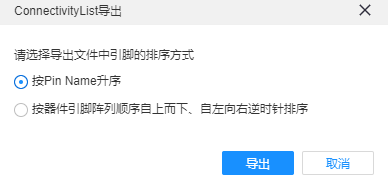 ConnectivityList导出
请选择导出文件中引脚的排序方式
按Pin Name升序
按器件引脚阵列顺序自上而下、自左向右逆时针排序
导出
取消